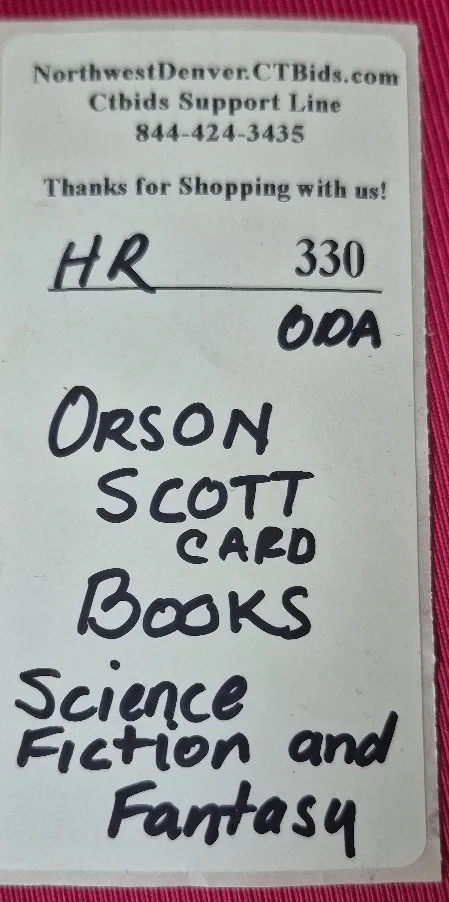 NorthwestDenver.CTBids.com
Ctbids Support Line
844-424-3435
Thanks for Shopping with us!
HR 330
ODA
ORSON
SCOTT
CARD
BOOKS
Science
Fiction and
Fantasy